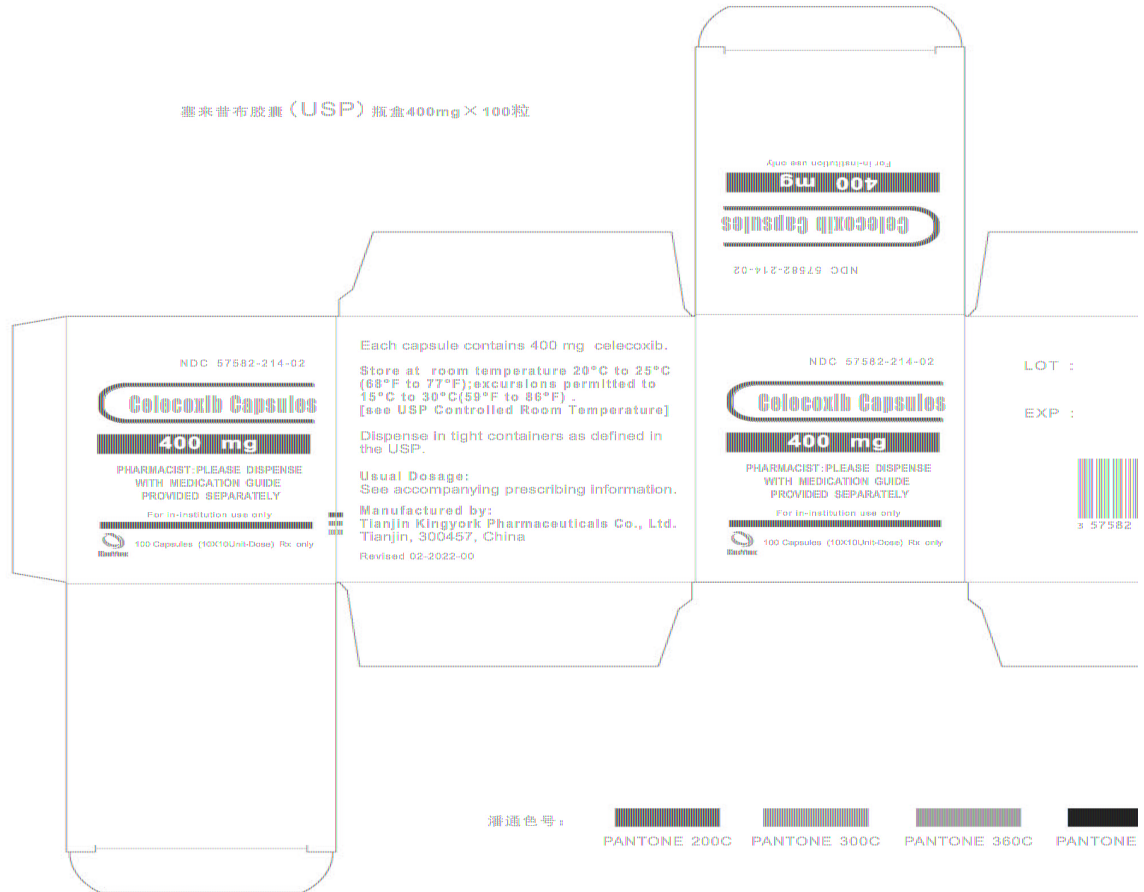 塞来昔布胶囊(USP)瓶盒400mg×100粒
For in-institution use only
400 mg
Celecoxib Capsules
NDC 57582-214-02
NDC 57582-214-02
Celecoxib Capsules
400 mg
PHARMACIST:PLEASE DISPENSE
WITH MEDICATION GUIDE
PROVIDED SEPARATELY
For in-institution use only
100 Capsules (10X10Unit-Dose) Rx only
Each capsule contains 400 mg celecoxib.
Store at room temperature 20°C to 25°C
(68°F to 77°F);excursions permitted to
15°C to 30°C(59°F to 86°F) .
[see USP Controlled Room Temperature]
Dispense in tight containers as defined in
the USP.
Usual Dosage:
See accompanying prescribing information.
Manufactured by:
Tianjin Kingyork Pharmaceuticals Co., Ltd.
Tianjin, 300457, China
Revised 02-2022-00
NDC 57582-214-02
Celecoxib Capsules
400 mg
PHARMACIST:PLEASE DISPENSE
WITH MEDICATION GUIDE
PROVIDED SEPARATELY
For in-institution use only
100 Capsules (10X10Unit-Dose) Rx only
LOT :
EXP :
57582
潘通色号:
PANTONE 200C
PANTONE 300C
PANTONE 360C
PANTONE